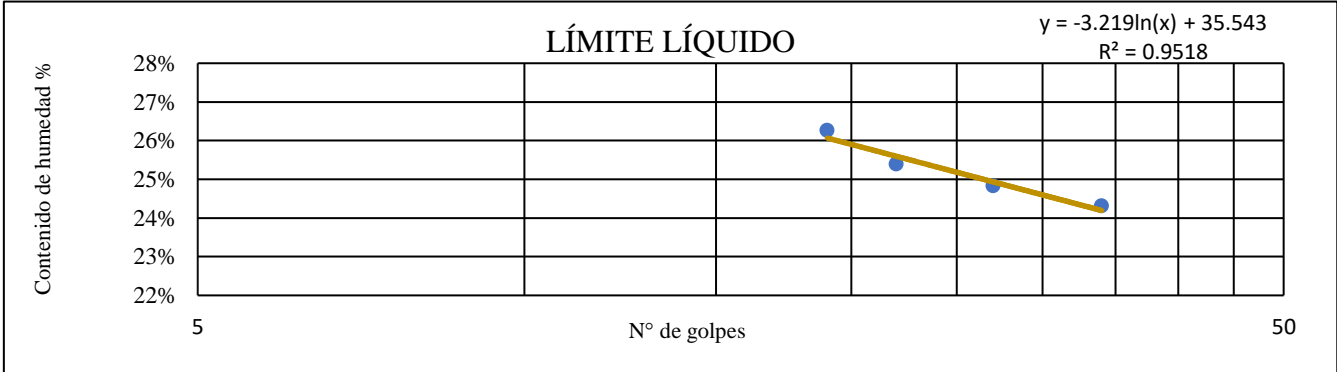 LÍMITE LÍQUIDO
y = -3.219ln(x) + 35.543
R² = 0.9518
Contenido de humedad %
28%
27%
26%
25%
24%
23%
22%
5
50
N° de golpes